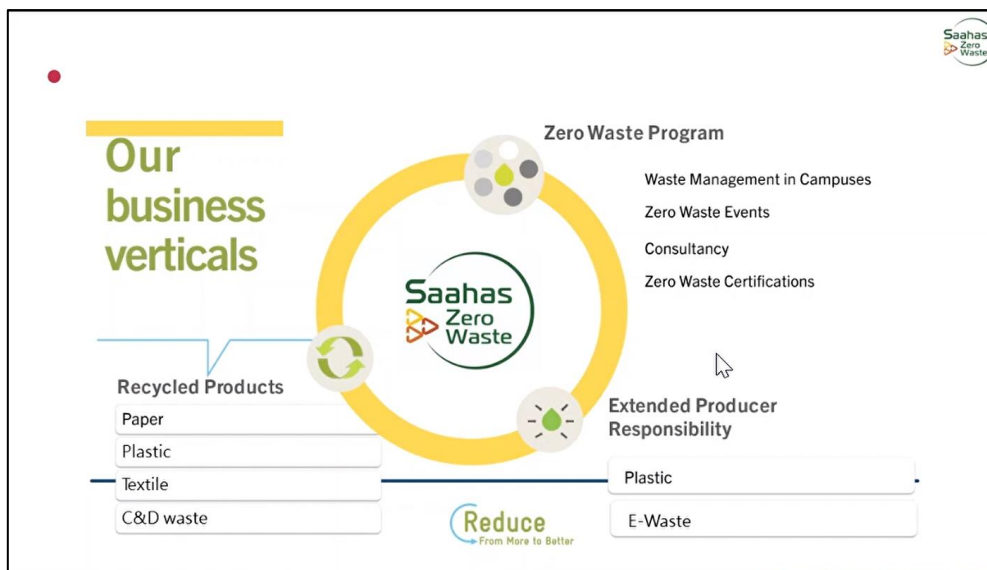 Saahas
Zero
Waste
Our
business
verticals
Zero Waste Program
Waste Management in Campuses
Zero Waste Events
Consultancy
Zero Waste Certifications
Saahas
Zero
Waste
Recycled Products
Paper
Plastic
Textile
C&D waste
Extended Producer
Responsibility
Plastic
E-Waste
Reduce
From More to Better